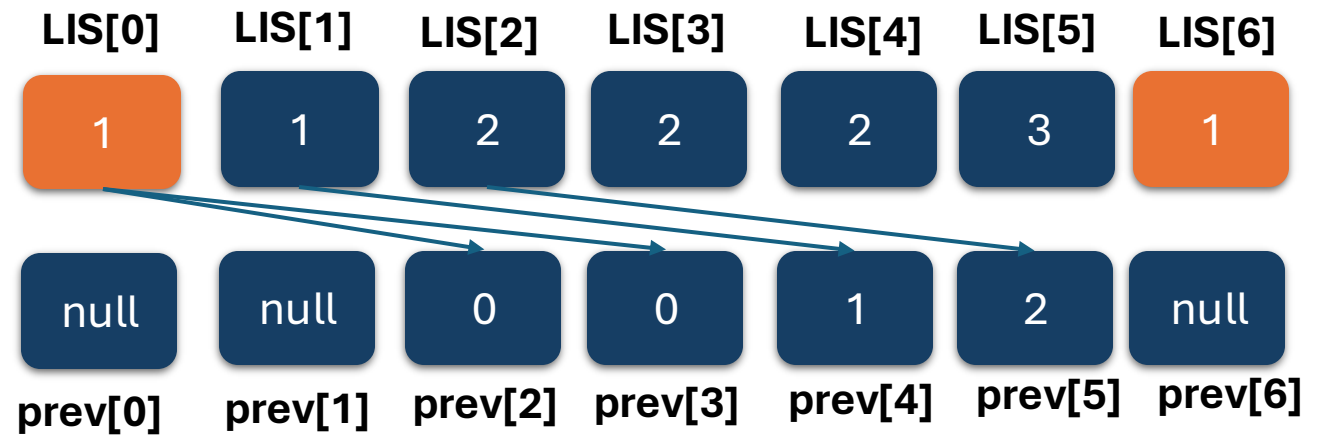 LIS[0] LIS[1] LIS[2] LIS[3] LIS[4] LIS[5] LIS[6]
1 1 2 2 2 3 1
null null 0 0 1 2 null
prev[0] prev[1] prev[2] prev[3] prev[4] prev[5] prev[6]